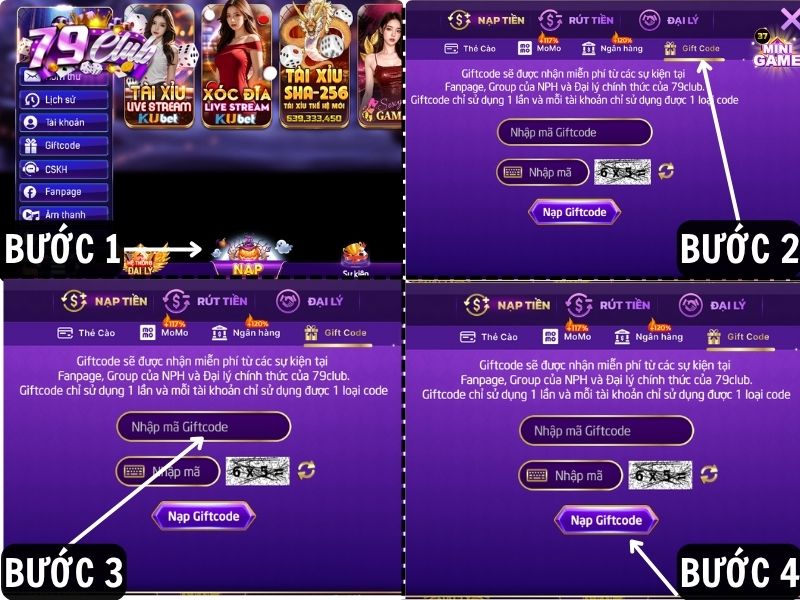 79Club
Hòm thư
Lịch sử
Tài khoản
Giftcode
CSKH
Fanpage
Âm thanh
TÀI XỈU
LIVE STREAM
KUbet
XÓC ĐĨA
LIVE STREAM
KUbet
TÀI XỈU
SHA-256
TÀI XỈU THẾ HỆ MỚI
539,333,450
Sexy
GAM
HỆ THỐNG
ĐẠI LÝ
NẠP
Sự kiện
BƯỚC 1
NẠP TIỀN
RÚT TIỀN
ĐẠI LÝ
X
37
MINI
GAME
Thẻ Cào
MoMo
+117%
Ngân hàng
+120%
Gift Code
Giftcode sẽ được nhận miễn phí từ các sự kiện tại
Fanpage, Group của NPH và Đại lý chính thức của 79club.
Giftcode chỉ sử dụng 1 lần và mỗi tài khoản chỉ sử dụng được 1 loại code
Nhập mã Giftcode
Nhập mã
6 x 5 =
Nạp Giftcode
BƯỚC 2
NẠP TIỀN
RÚT TIỀN
ĐẠI LÝ
Thẻ Cào
MoMo
+117%
Ngân hàng
+120%
Gift Code
Giftcode sẽ được nhận miễn phí từ các sự kiện tại
Fanpage, Group của NPH và Đại lý chính thức của 79club.
Giftcode chỉ sử dụng 1 lần và mỗi tài khoản chỉ sử dụng được 1 loại code
Nhập mã Giftcode
Nhập mã
6 x 5 =
Nạp Giftcode
BƯỚC 3
NẠP TIỀN
RÚT TIỀN
ĐẠI LÝ
Thẻ Cào
MoMo
+117%
Ngân hàng
+120%
Gift Code
Giftcode sẽ được nhận miễn phí từ các sự kiện tại
Fanpage, Group của NPH và Đại lý chính thức của 79club.
Giftcode chỉ sử dụng 1 lần và mỗi tài khoản chỉ sử dụng được 1 loại code
Nhập mã Giftcode
Nhập mã
6 x 5 =
Nạp Giftcode
BƯỚC 4